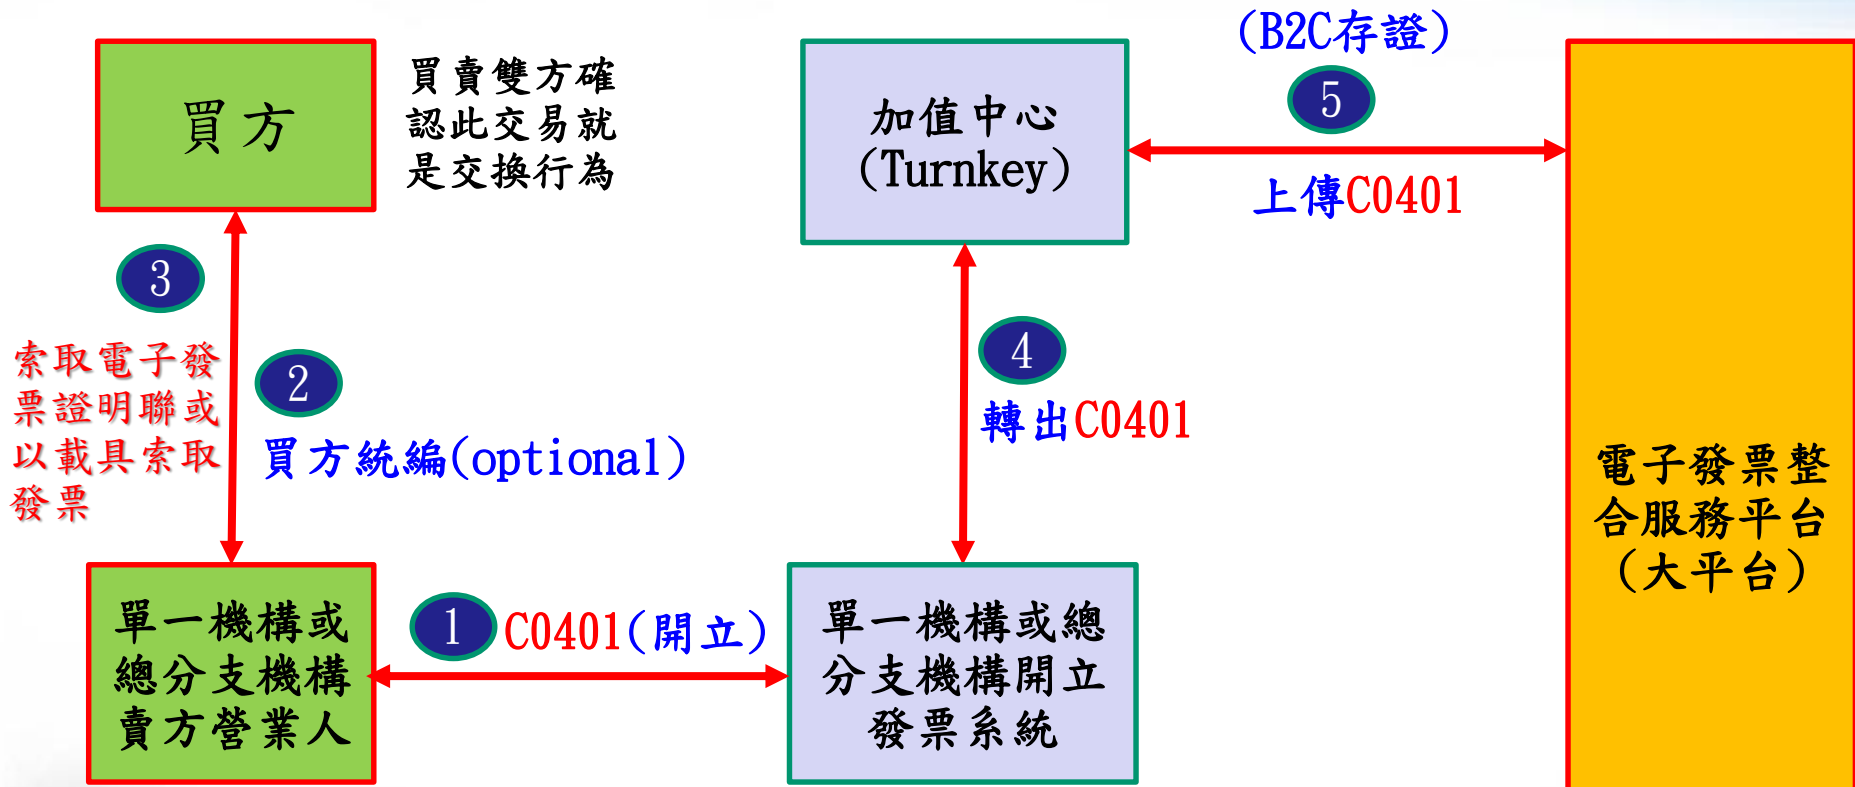 (B2C存證)
買方
買賣雙方確
認此交易就
是交換行為
加值中心
(Turnkey)
5
上傳C0401
3
索取電子發
票證明聯或
以載具索取
發票
2
買方統編(optional)
4
轉出C0401
電子發票整
合服務平台
(大平台)
單一機構或
總分支機構
賣方營業人
1 C0401(開立)
單一機構或總
分支機構開立
發票系統